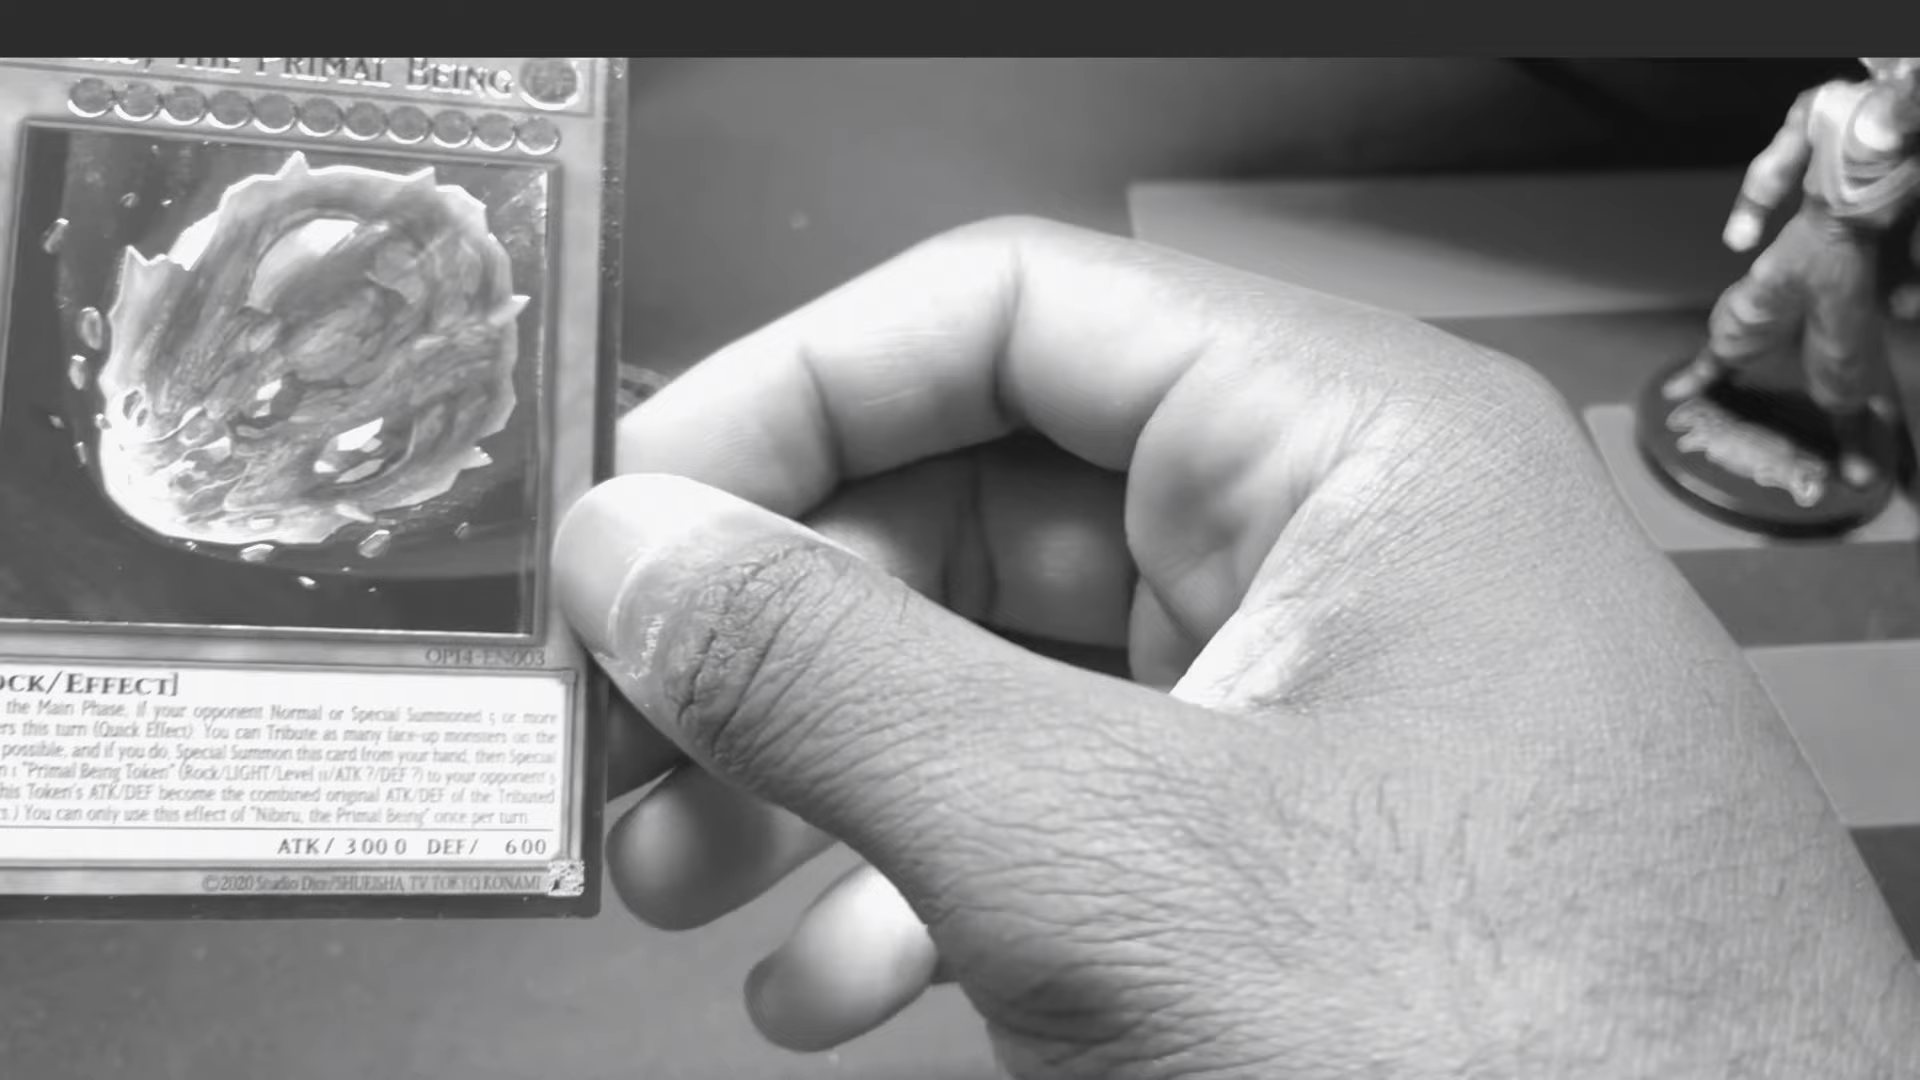 THE PRIMAL BEING
OP14-EN003
OCK/EFFECT]
the Main Phase, if your opponent Normal or Special Summoned 5 or more
ers this turn (Quick Effect): You can Tribute as many face-up monsters on the
possible, and if you do, Special Summon this card from your hand, then Special
n 1 "Primal Being Token" (Rock/LIGHT/Level 11/ATK ?/DEF ?) to your opponent's
his Token's ATK/DEF become the combined original ATK/DEF of the Tributed
s.) You can only use this effect of "Nibiru, the Primal Being" once per turn.
ATK/ 3000 DEF/ 600
©2020 Studio Dice/SHUEISHA, TV TOKYO, KONAMI